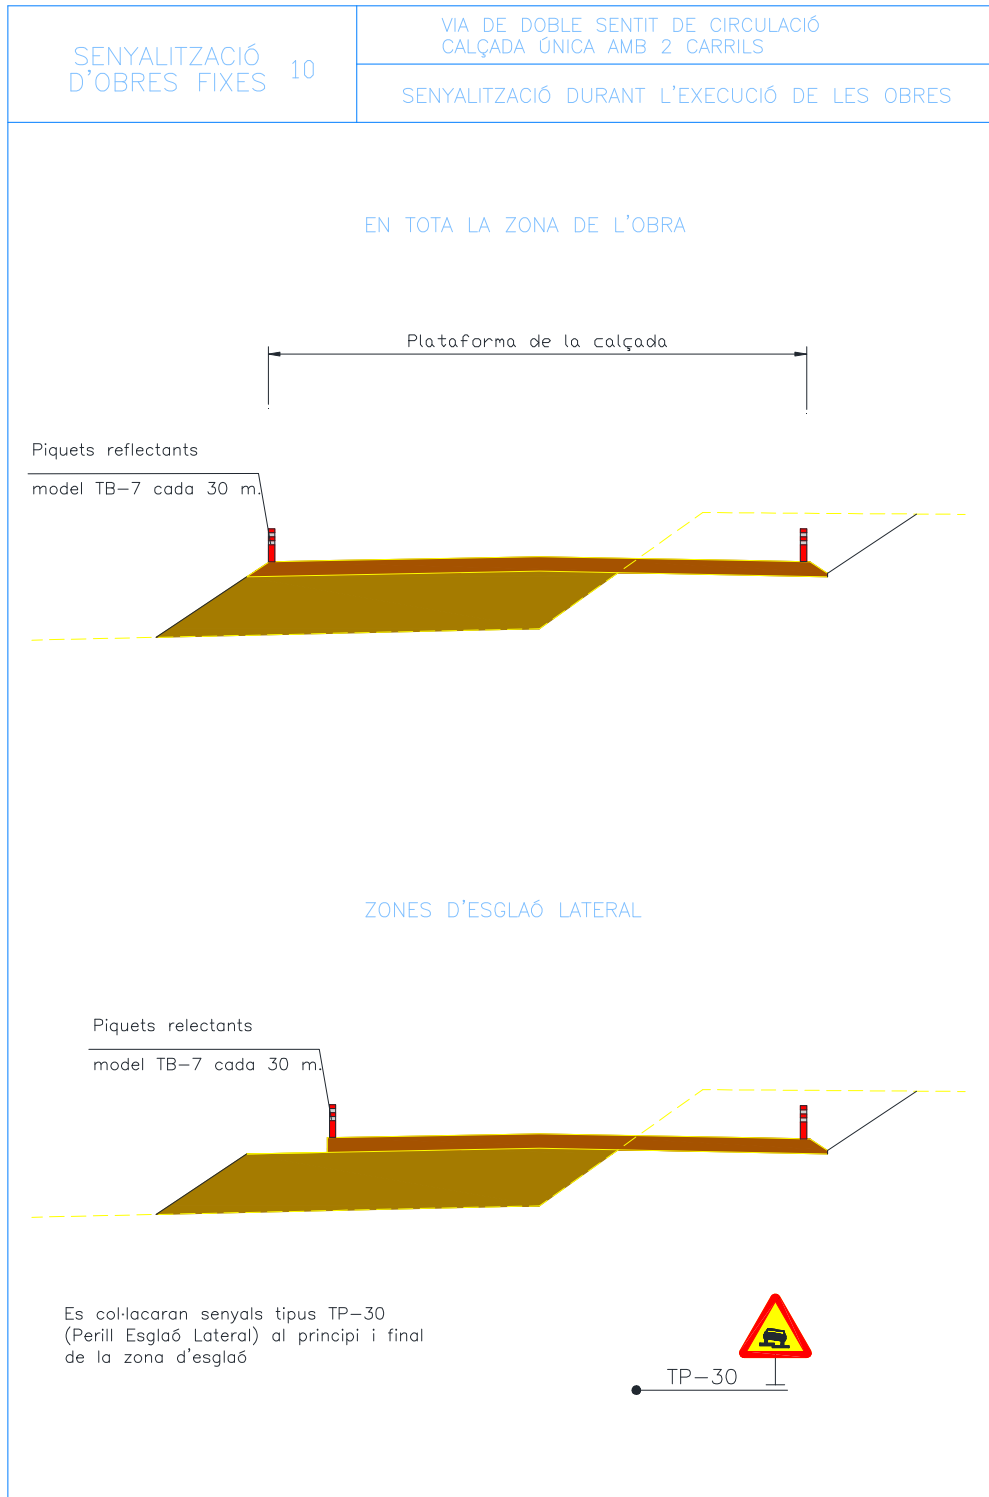 SENYALITZACIÓ
D'OBRES FIXES 10
VIA DE DOBLE SENTIT DE CIRCULACIÓ
CALÇADA ÚNICA AMB 2 CARRILS
SENYALITZACIÓ DURANT L'EXECUCIÓ DE LES OBRES
EN TOTA LA ZONA DE L'OBRA
Plataforma de la calçada
Piquets reflectants
model TB-7 cada 30 m.
ZONES D'ESGLAÓ LATERAL
Piquets relectants
model TB-7 cada 30 m.
Es col·lacaran senyals tipus TP-30
(Perill Esglaó Lateral) al principi i final
de la zona d'esglaó
TP-30